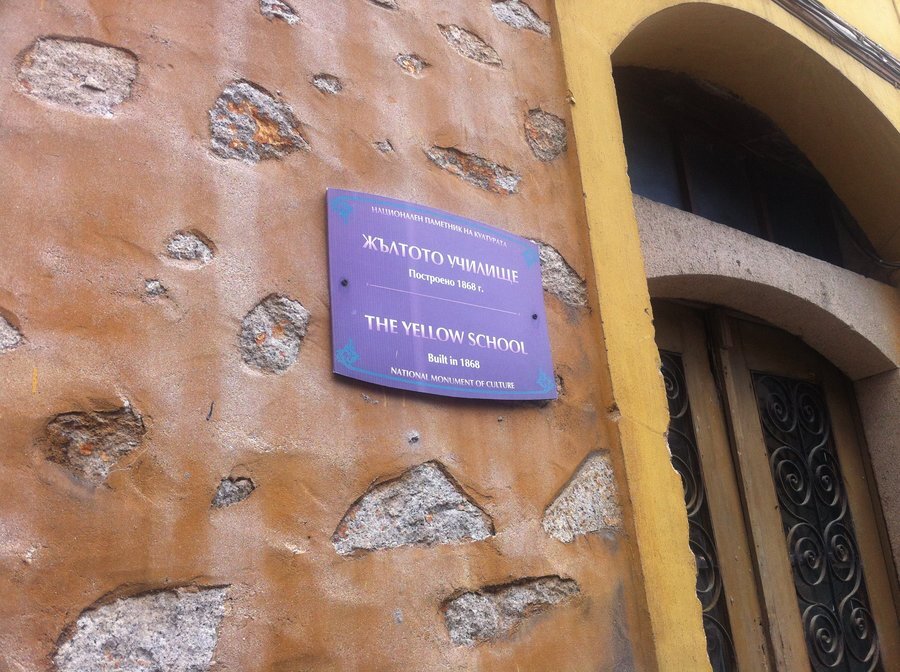 НАЦИОНАЛЕН ПАМЕТНИК НА КУЛТУРАТА
ЖЪЛТОТО УЧИЛИЩЕ
Построено 1868 г.
THE YELLOW SCHOOL
Built in 1868
NATIONAL MONUMENT OF CULTURE